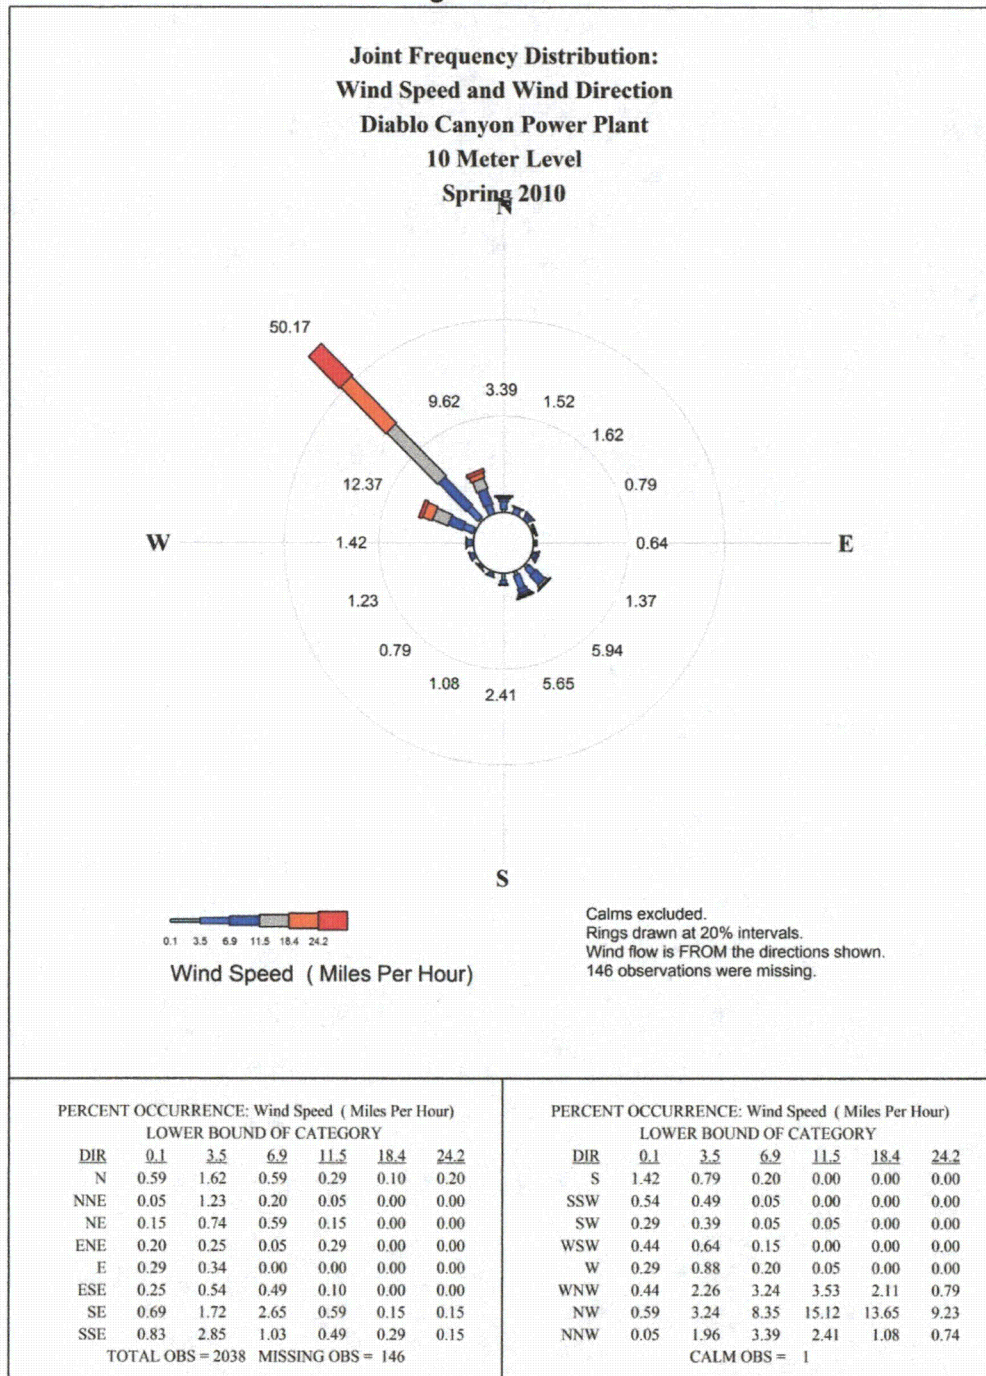 Joint Frequency Distribution:
Wind Speed and Wind Direction
Diablo Canyon Power Plant
10 Meter Level
Spring 2010
N
50.17
9.62
3.39
1.52
1.62
12.37
0.79
W
1.42
0.64
E
1.23
1.37
0.79
5.94
1.08
2.41
5.65
S
0.1 3.5 6.9 11.5 18.4 24.2
Wind Speed ( Miles Per Hour)
Calms excluded.
Rings drawn at 20% intervals.
Wind flow is FROM the directions shown.
146 observations were missing.
PERCENT OCCURRENCE: Wind Speed ( Miles Per Hour)
LOWER BOUND OF CATEGORY
DIR 0.1 3.5 6.9 11.5 18.4 24.2
N 0.59 1.62 0.59 0.29 0.10 0.20
NNE 0.05 1.23 0.20 0.05 0.00 0.00
NE 0.15 0.74 0.59 0.15 0.00 0.00
ENE 0.20 0.25 0.05 0.29 0.00 0.00
E 0.29 0.34 0.00 0.00 0.00 0.00
ESE 0.25 0.54 0.49 0.10 0.00 0.00
SE 0.69 1.72 2.65 0.59 0.15 0.15
SSE 0.83 2.85 1.03 0.49 0.29 0.15
TOTAL OBS = 2038 MISSING OBS = 146
PERCENT OCCURRENCE: Wind Speed ( Miles Per Hour)
LOWER BOUND OF CATEGORY
DIR 0.1 3.5 6.9 11.5 18.4 24.2
S 1.42 0.79 0.20 0.00 0.00 0.00
SSW 0.54 0.49 0.05 0.00 0.00 0.00
SW 0.29 0.39 0.05 0.05 0.00 0.00
WSW 0.44 0.64 0.15 0.00 0.00 0.00
W 0.29 0.88 0.20 0.05 0.00 0.00
WNW 0.44 2.26 3.24 3.53 2.11 0.79
NW 0.59 3.24 8.35 15.12 13.65 9.23
NNW 0.05 1.96 3.39 2.41 1.08 0.74
CALM OBS = 1